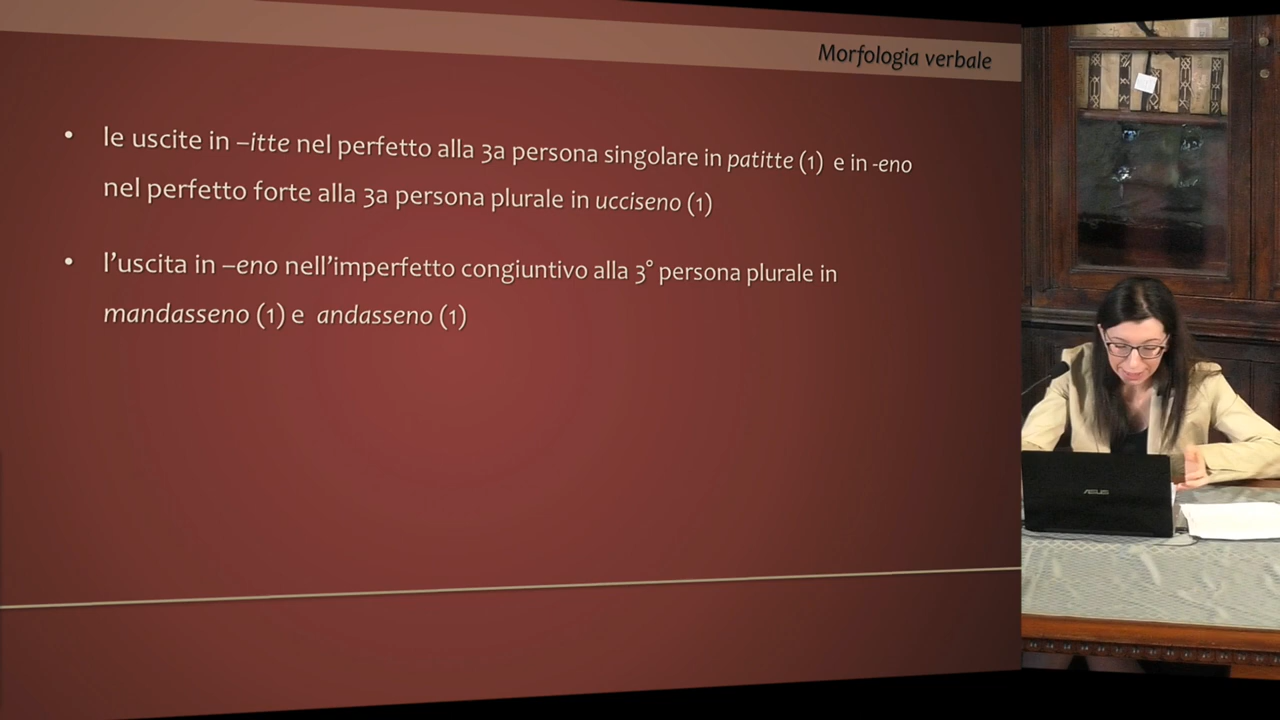 Morfologia verbale
• le uscite in –itte nel perfetto alla 3a persona singolare in patitte (1) e in -eno
nel perfetto forte alla 3a persona plurale in ucciseno (1)
• l’uscita in –eno nell’imperfetto congiuntivo alla 3° persona plurale in
mandasseno (1) e andasseno (1)
ASUS